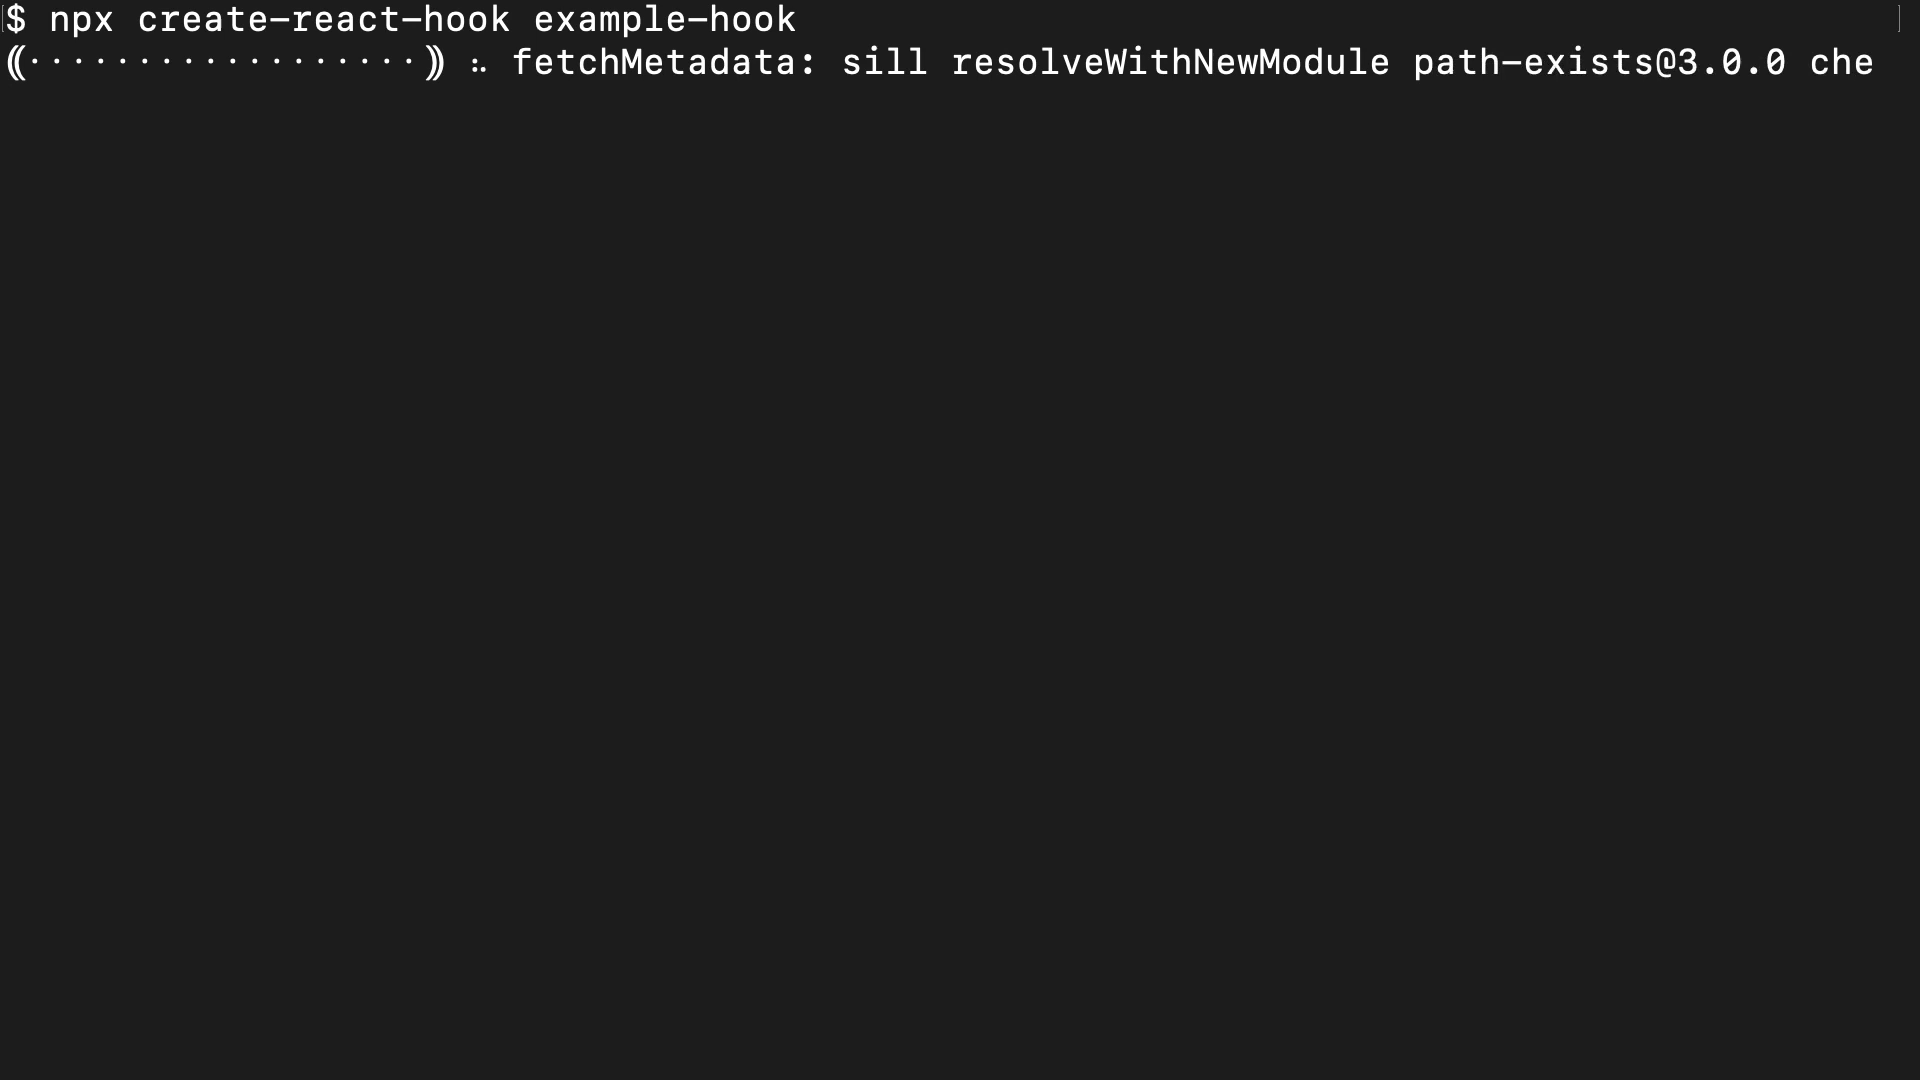 $ npx create-react-hook example-hook
⸨⠂⠂⠂⠂⠂⠂⠂⠂⠂⠂⠂⠂⠂⠂⠂⠂⠂⠂⸩ ⠦ fetchMetadata: sill resolveWithNewModule path-exists@3.0.0 che